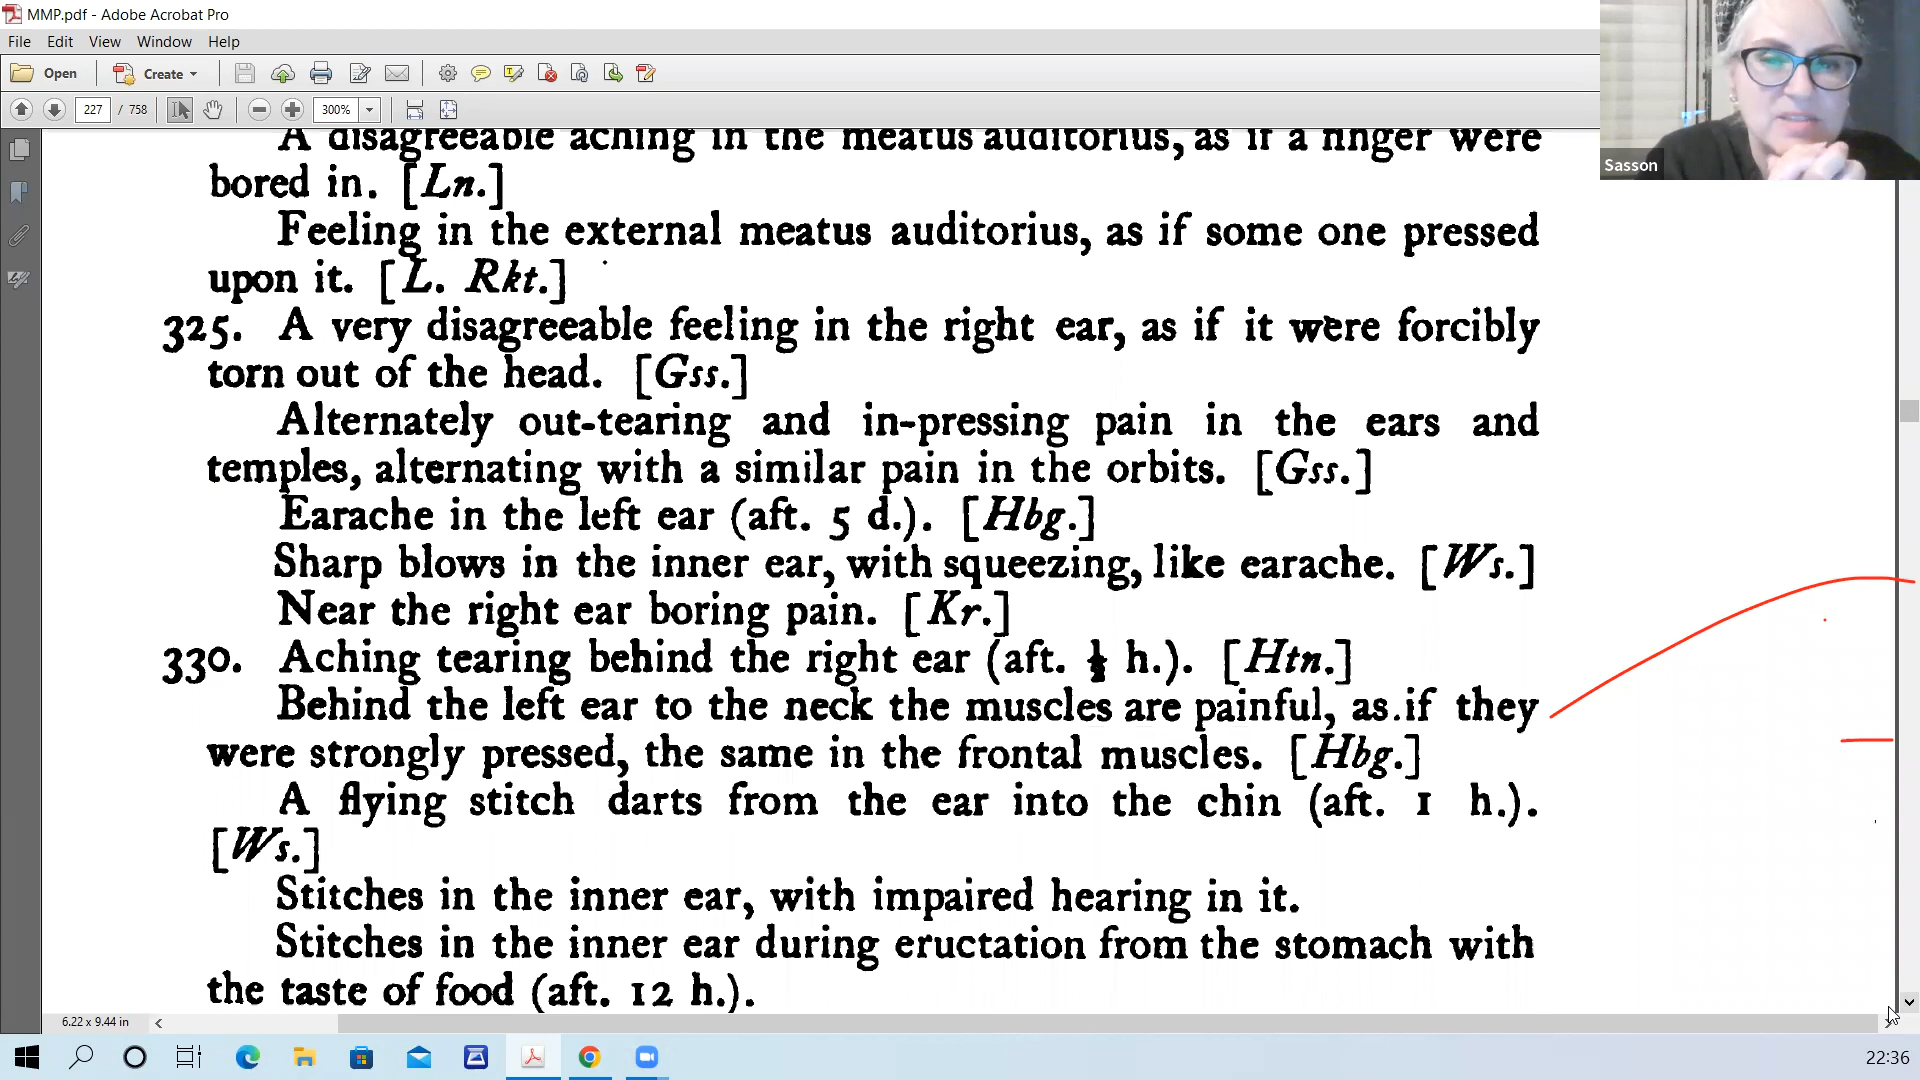 MMP.pdf - Adobe Acrobat Pro
File Edit View Window Help
Open Create
227 / 758 300%
Sasson
A disagreeable aching in the meatus auditorius, as if a finger were
bored in. [Ln.]
Feeling in the external meatus auditorius, as if some one pressed
upon it. [L. Rkt.]
325. A very disagreeable feeling in the right ear, as if it were forcibly
torn out of the head. [Gss.]
Alternately out-tearing and in-pressing pain in the ears and
temples, alternating with a similar pain in the orbits. [Gss.]
Earache in the left ear (aft. 5 d.). [Hbg.]
Sharp blows in the inner ear, with squeezing, like earache. [Ws.]
Near the right ear boring pain. [Kr.]
330. Aching tearing behind the right ear (aft. ½ h.). [Htn.]
Behind the left ear to the neck the muscles are painful, as if they
were strongly pressed, the same in the frontal muscles. [Hbg.]
A flying stitch darts from the ear into the chin (aft. 1 h.).
[Ws.]
Stitches in the inner ear, with impaired hearing in it.
Stitches in the inner ear during eructation from the stomach with
the taste of food (aft. 12 h.).
6.22 x 9.44 in
22:36